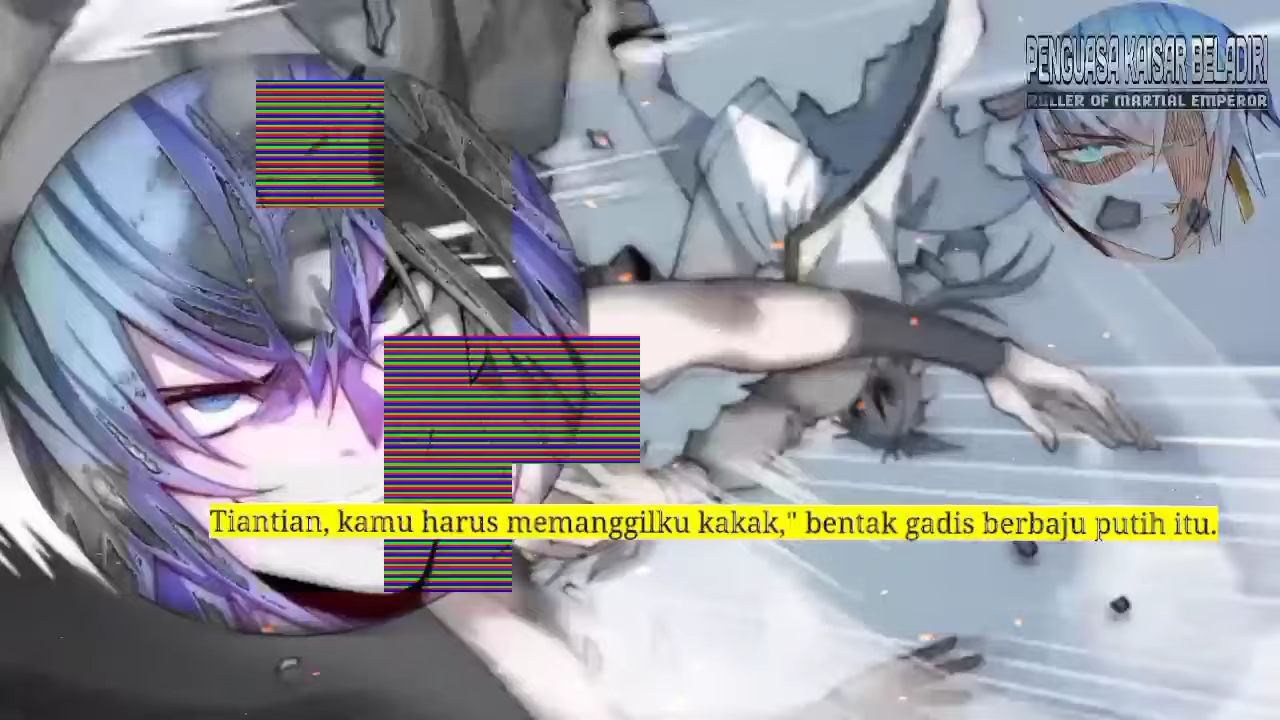 PENGUASA KAISAR BELADIRI
RULLER OF MARTIAL EMPEROR
Tiantian, kamu harus memanggilku kakak," bentak gadis berbaju putih itu.